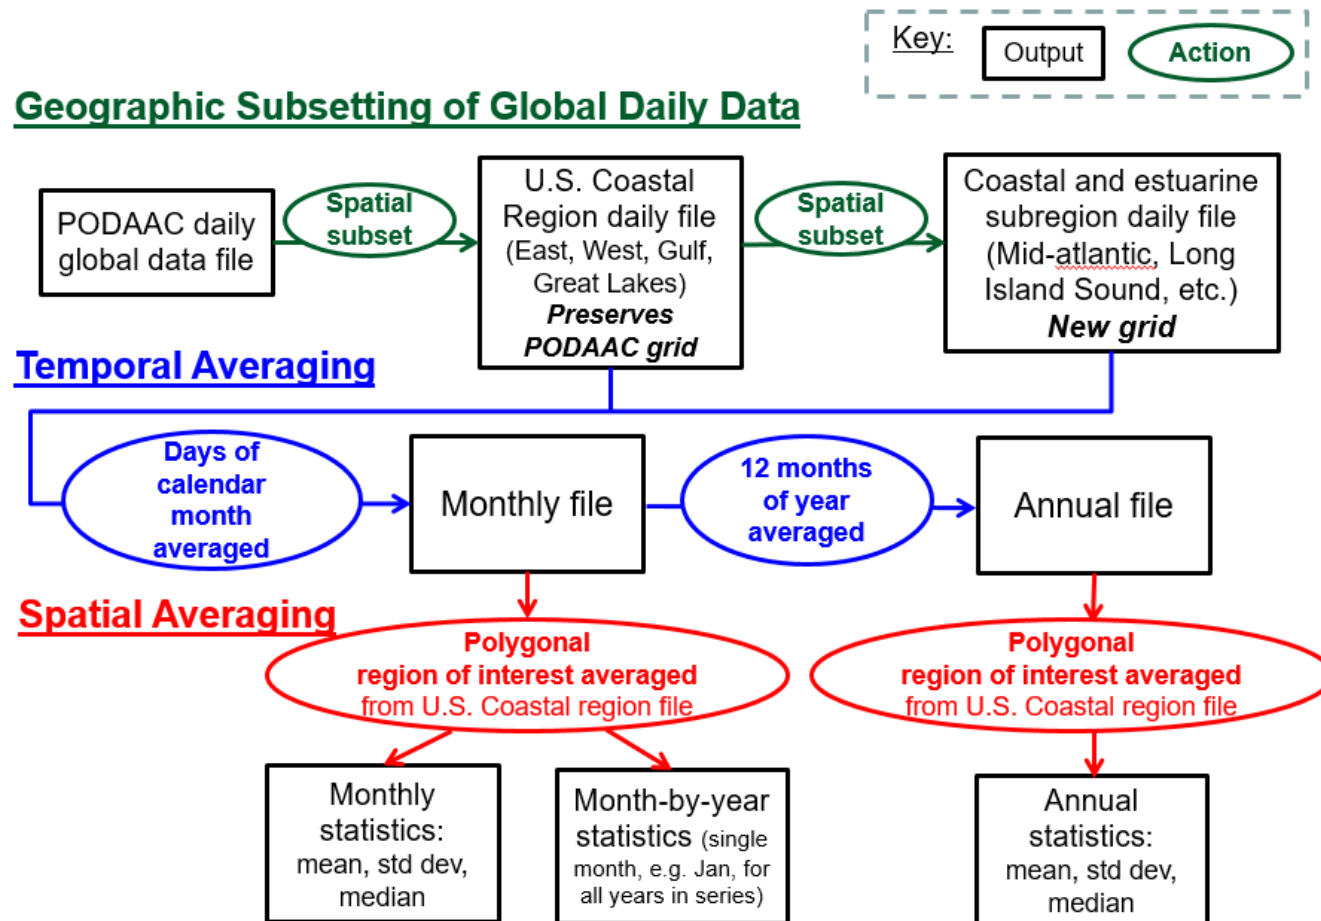 Key:
Output
Action
Geographic Subsetting of Global Daily Data
PODAAC daily
global data file
Spatial
subset
U.S. Coastal
Region daily file
(East, West, Gulf,
Great Lakes)
Preserves
PODAAC grid
Spatial
subset
Coastal and estuarine
subregion daily file
(Mid-atlantic, Long
Island Sound, etc.)
New grid
Temporal Averaging
Days of
calendar
month
averaged
Monthly file
12 months
of year
averaged
Annual file
Spatial Averaging
Polygonal
region of interest averaged
from U.S. Coastal region file
Polygonal
region of interest averaged
from U.S. Coastal region file
Monthly
statistics:
mean, std dev,
median
Month-by-year
statistics (single
month, e.g. Jan, for
all years in series)
Annual
statistics:
mean, std dev,
median